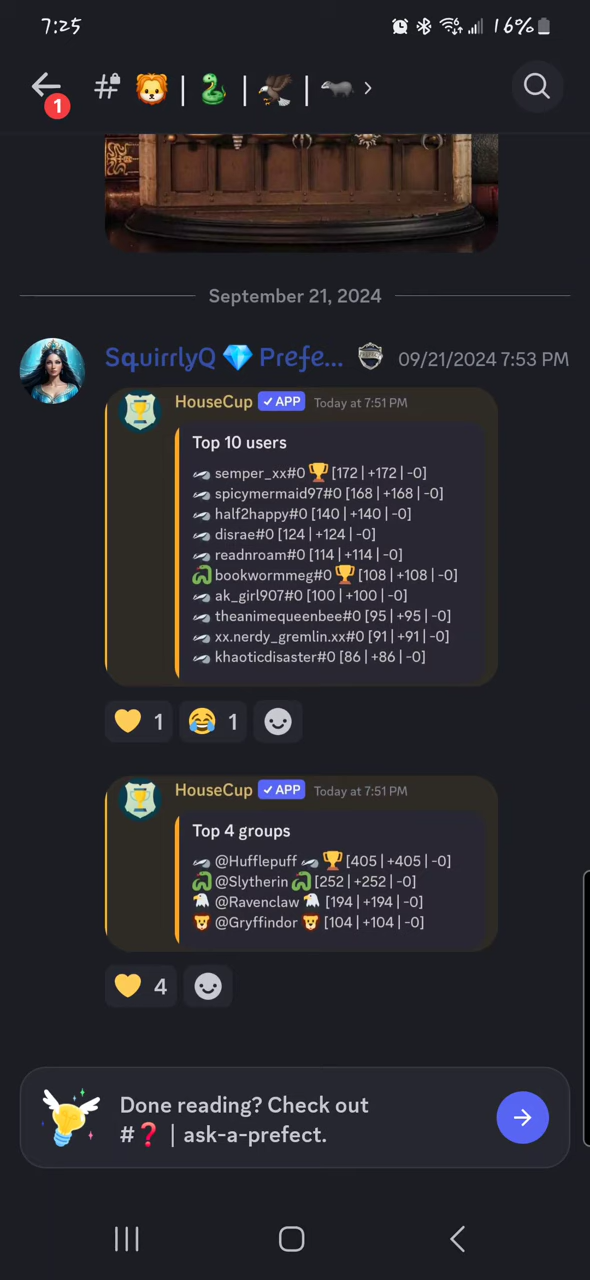 7:25
16%
#
1
September 21, 2024
SquirrlyQ 💎 Prefe... 09/21/2024 7:53 PM
HouseCup ✓ APP Today at 7:51 PM
Top 10 users
semper_xx#0 🏆 [172 | +172 | -0]
spicymermaid97#0 [168 | +168 | -0]
half2happy#0 [140 | +140 | -0]
disrae#0 [124 | +124 | -0]
readnroam#0 [114 | +114 | -0]
bookwormmeg#0 🏆 [108 | +108 | -0]
ak_girl907#0 [100 | +100 | -0]
theanimequeenbee#0 [95 | +95 | -0]
xx.nerdy_gremlin.xx#0 [91 | +91 | -0]
khaoticdisaster#0 [86 | +86 | -0]
💛 1 😂 1
HouseCup ✓ APP Today at 7:51 PM
Top 4 groups
@Hufflepuff 🏆 [405 | +405 | -0]
@Slytherin [252 | +252 | -0]
@Ravenclaw [194 | +194 | -0]
@Gryffindor [104 | +104 | -0]
💛 4
Done reading? Check out
#❓ | ask-a-prefect.